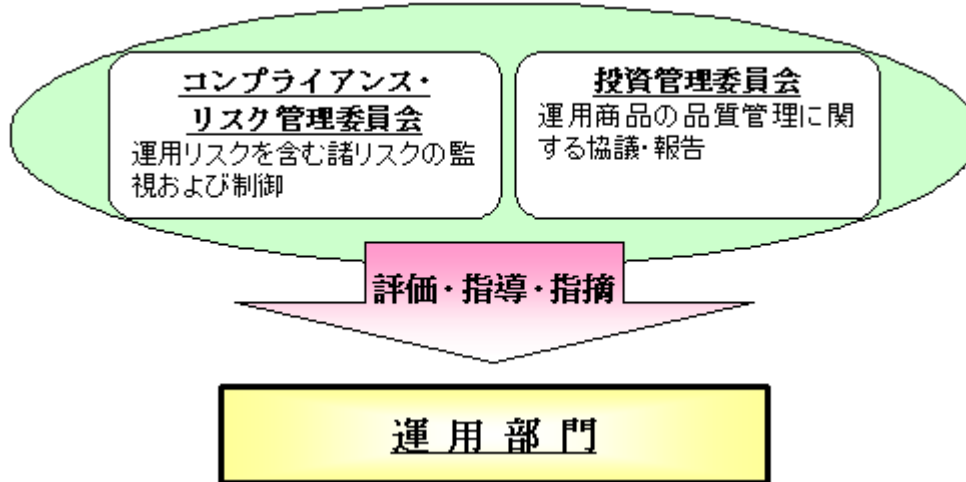 コンプライアンス・
リスク管理委員会
運用リスクを含む諸リスクの監
視および制御
投資管理委員会
運用商品の品質管理に関
する協議・報告
評価・指導・指摘
運用部門